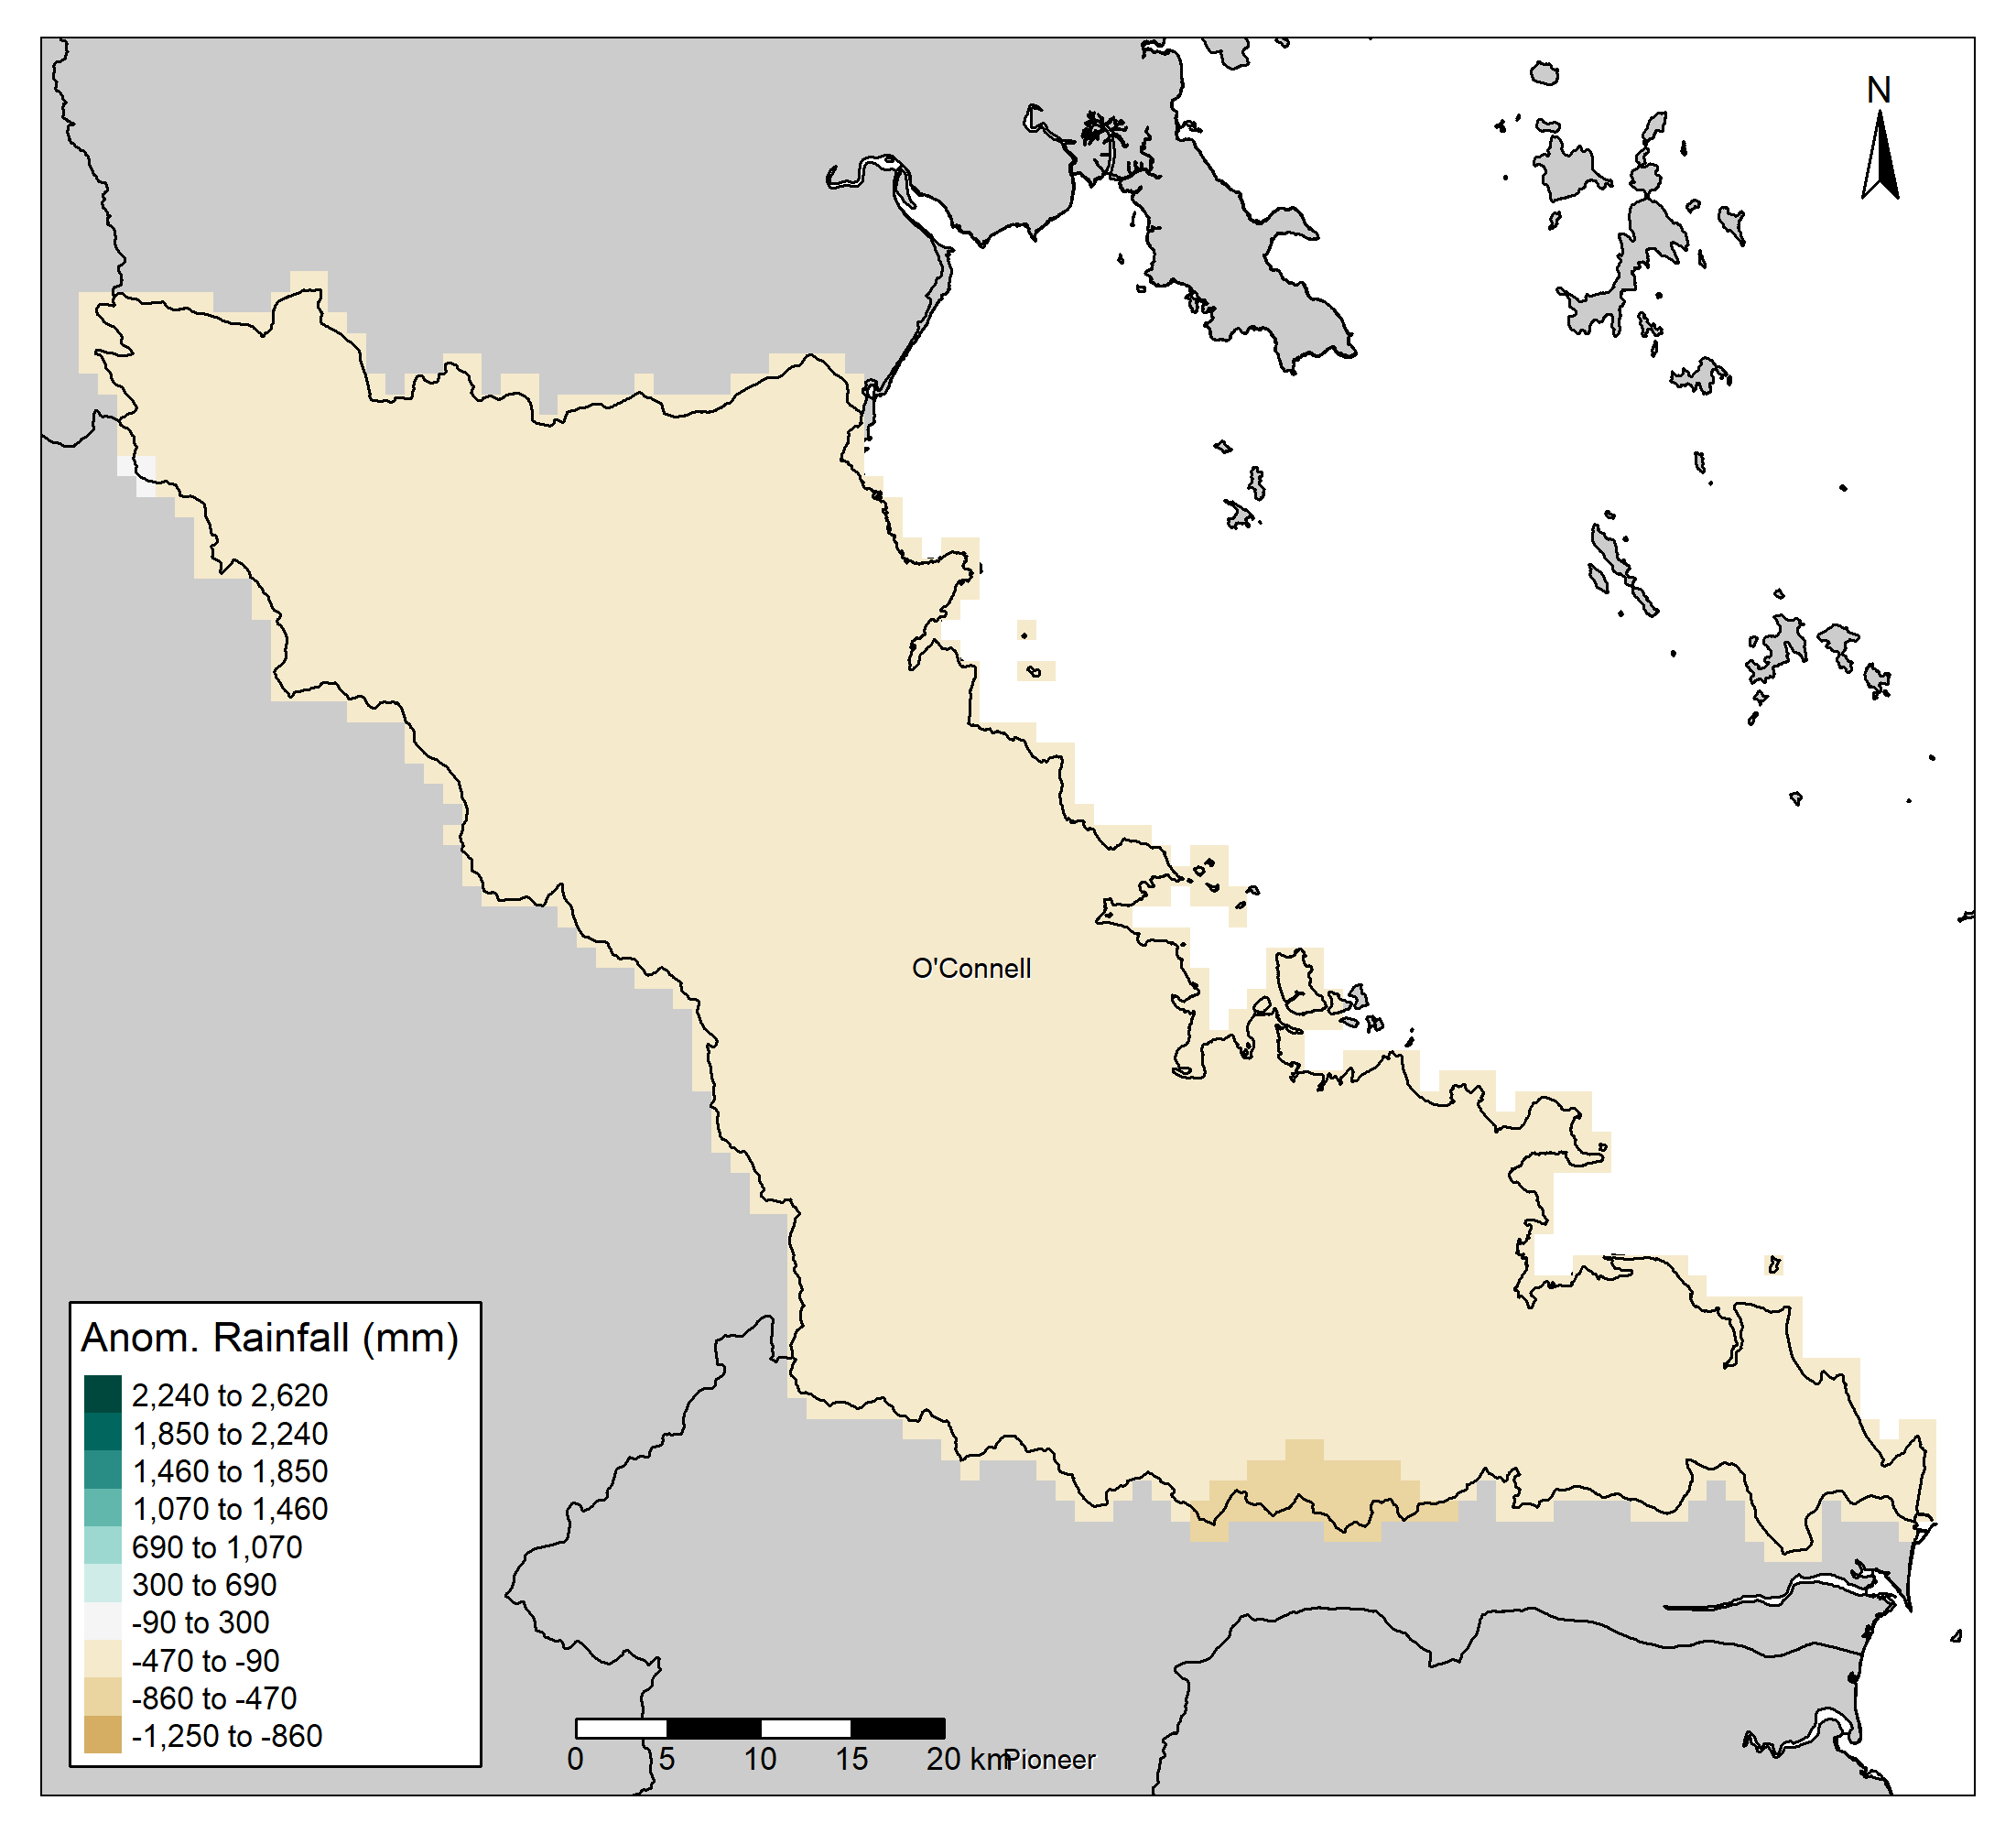 N
O'Connell
Anom. Rainfall (mm)
2,240 to 2,620
1,850 to 2,240
1,460 to 1,850
1,070 to 1,460
690 to 1,070
300 to 690
-90 to 300
-470 to -90
-860 to -470
-1,250 to -860
0 5 10 15 20 km
Pioneer